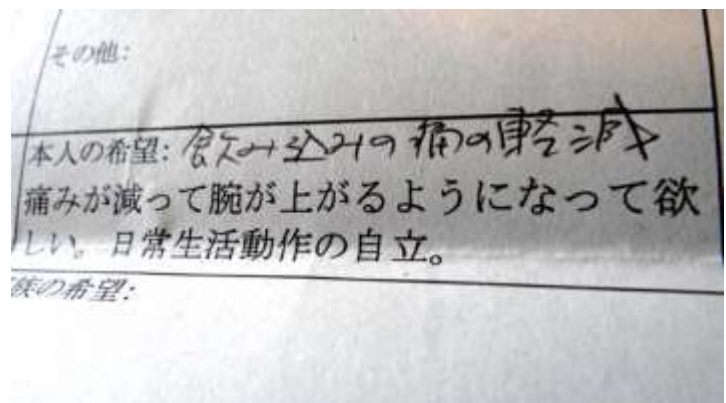 その他:
本人の希望: 飲み込みの痛の軽減
痛みが減って腕が上がるようになって欲
しい。日常生活動作の自立。
族の希望: